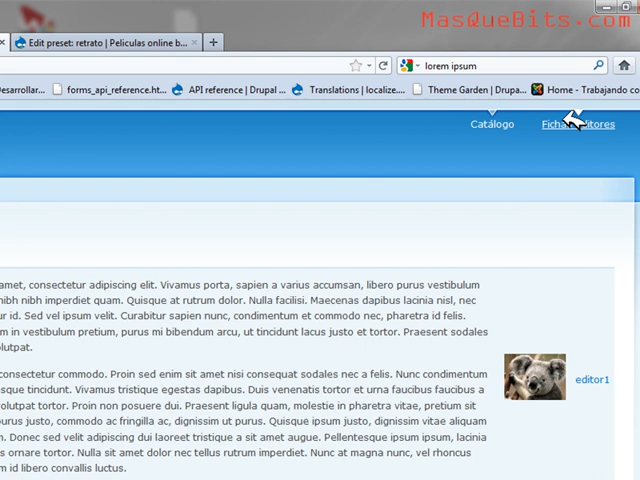 MasQueBits.com
Edit preset: retrato | Peliculas online b...
lorem ipsum
esarrollar...
forms_api_reference.ht...
API reference | Drupal ...
Translations | localize....
Theme Garden | Drupa...
Home - Trabajando co
Catálogo
Ficha
itores
amet, consectetur adipiscing elit. Vivamus porta, sapien a varius accumsan, libero purus vestibulum
nibh nibh imperdiet quam. Quisque at rutrum dolor. Nulla facilisi. Maecenas dapibus lacinia nisl, nec
ur id. Sed vel ipsum velit. Curabitur sapien nunc, condimentum et commodo nec, pharetra id felis.
m in vestibulum pretium, purus mi bibendum arcu, ut tincidunt lacus justo et tortor. Praesent sodales
olutpat.
consectetur commodo. Proin sed enim sit amet nisi consequat sodales nec a felis. Nunc condimentum
esque tincidunt. Vivamus tristique egestas dapibus. Duis venenatis tortor et urna faucibus faucibus a
volutpat tortor. Proin non posuere dui. Praesent ligula quam, molestie in pharetra vitae, pretium sit
purus justo, commodo ac fringilla ac, dignissim ut purus. Quisque ipsum justo, dignissim vitae aliquam
n. Donec sed velit adipiscing dui laoreet tristique a sit amet augue. Pellentesque ipsum ipsum, lacinia
us ornare tortor. Nulla sit amet dolor nec tellus rutrum imperdiet. Nunc at magna nunc, vel rhoncus
m id libero convallis luctus.
editor1